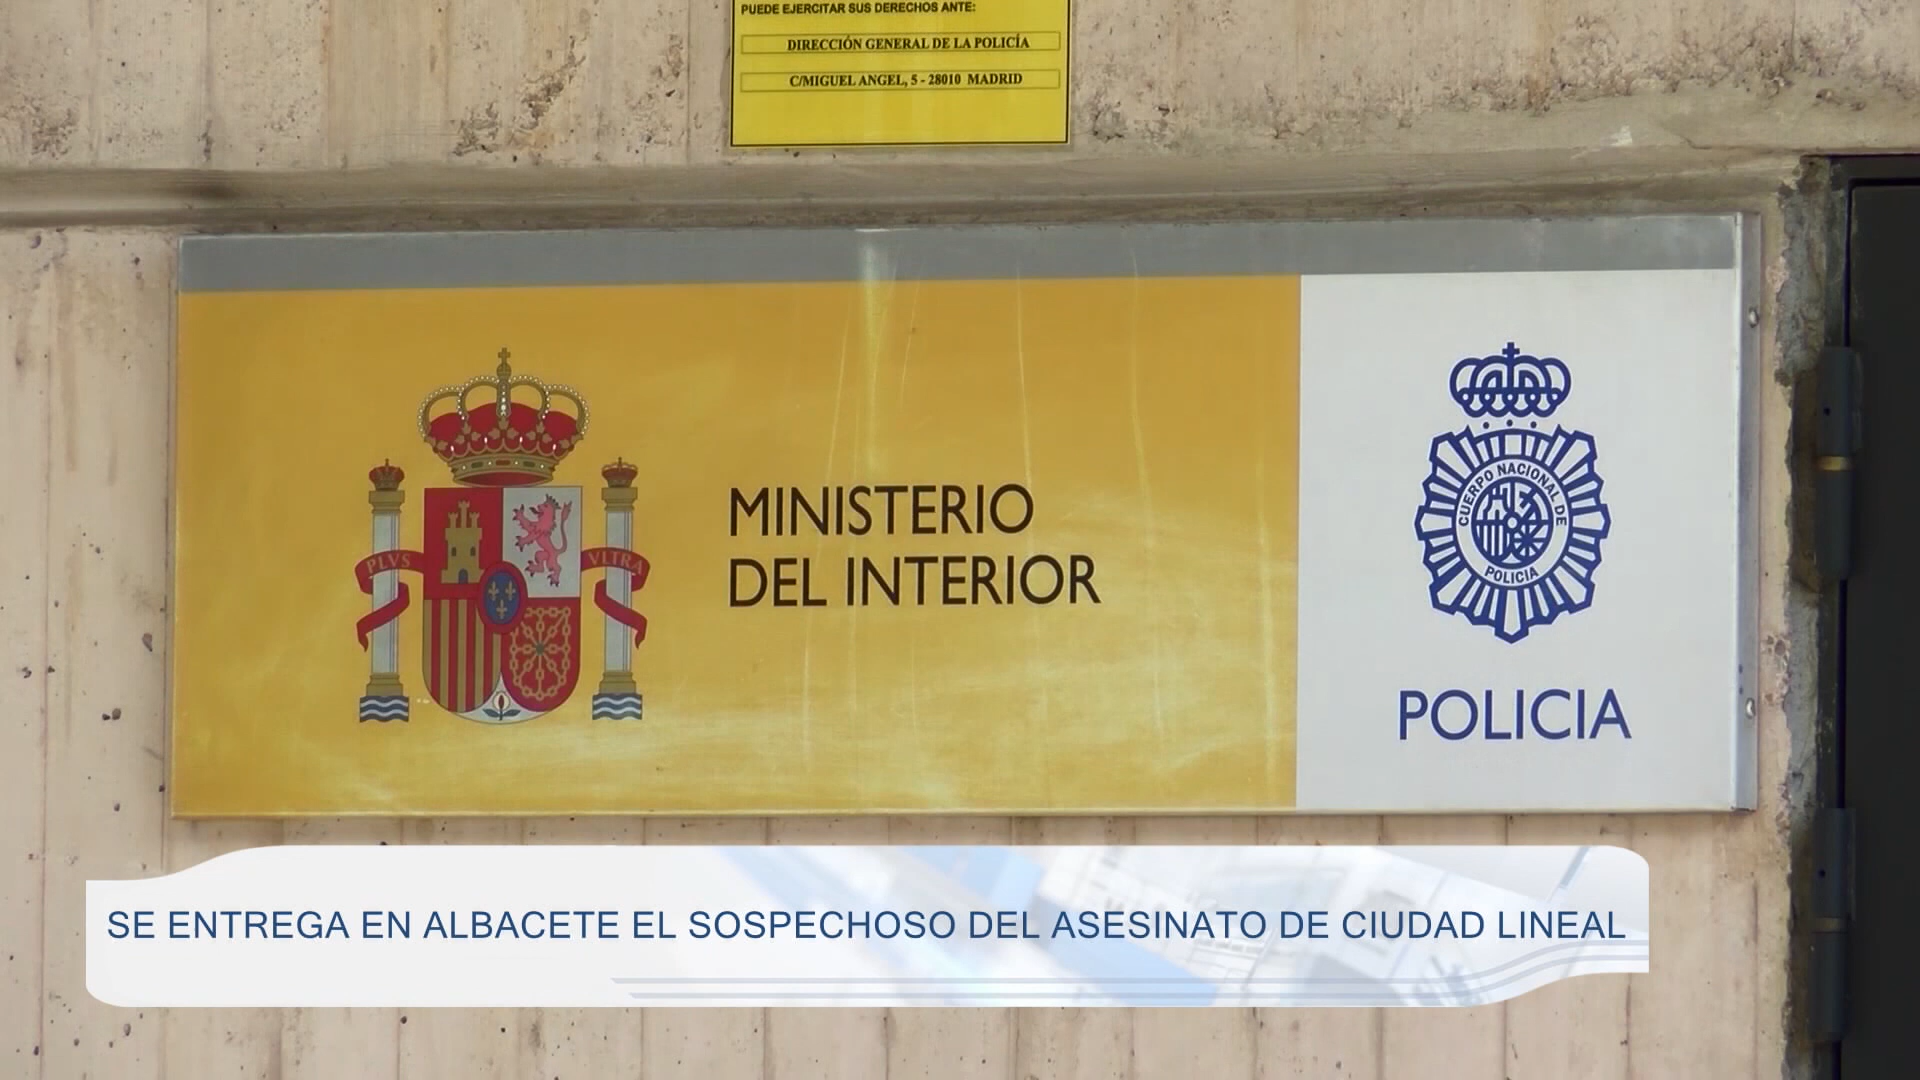 PUEDE EJERCITAR SUS DERECHOS ANTE:
DIRECCIÓN GENERAL DE LA POLICÍA
C/MIGUEL ANGEL, 5 - 28010 MADRID
MINISTERIO
DEL INTERIOR
PLVS VLTRA
CUERPO NACIONAL DE
POLICIA
POLICIA
SE ENTREGA EN ALBACETE EL SOSPECHOSO DEL ASESINATO DE CIUDAD LINEAL